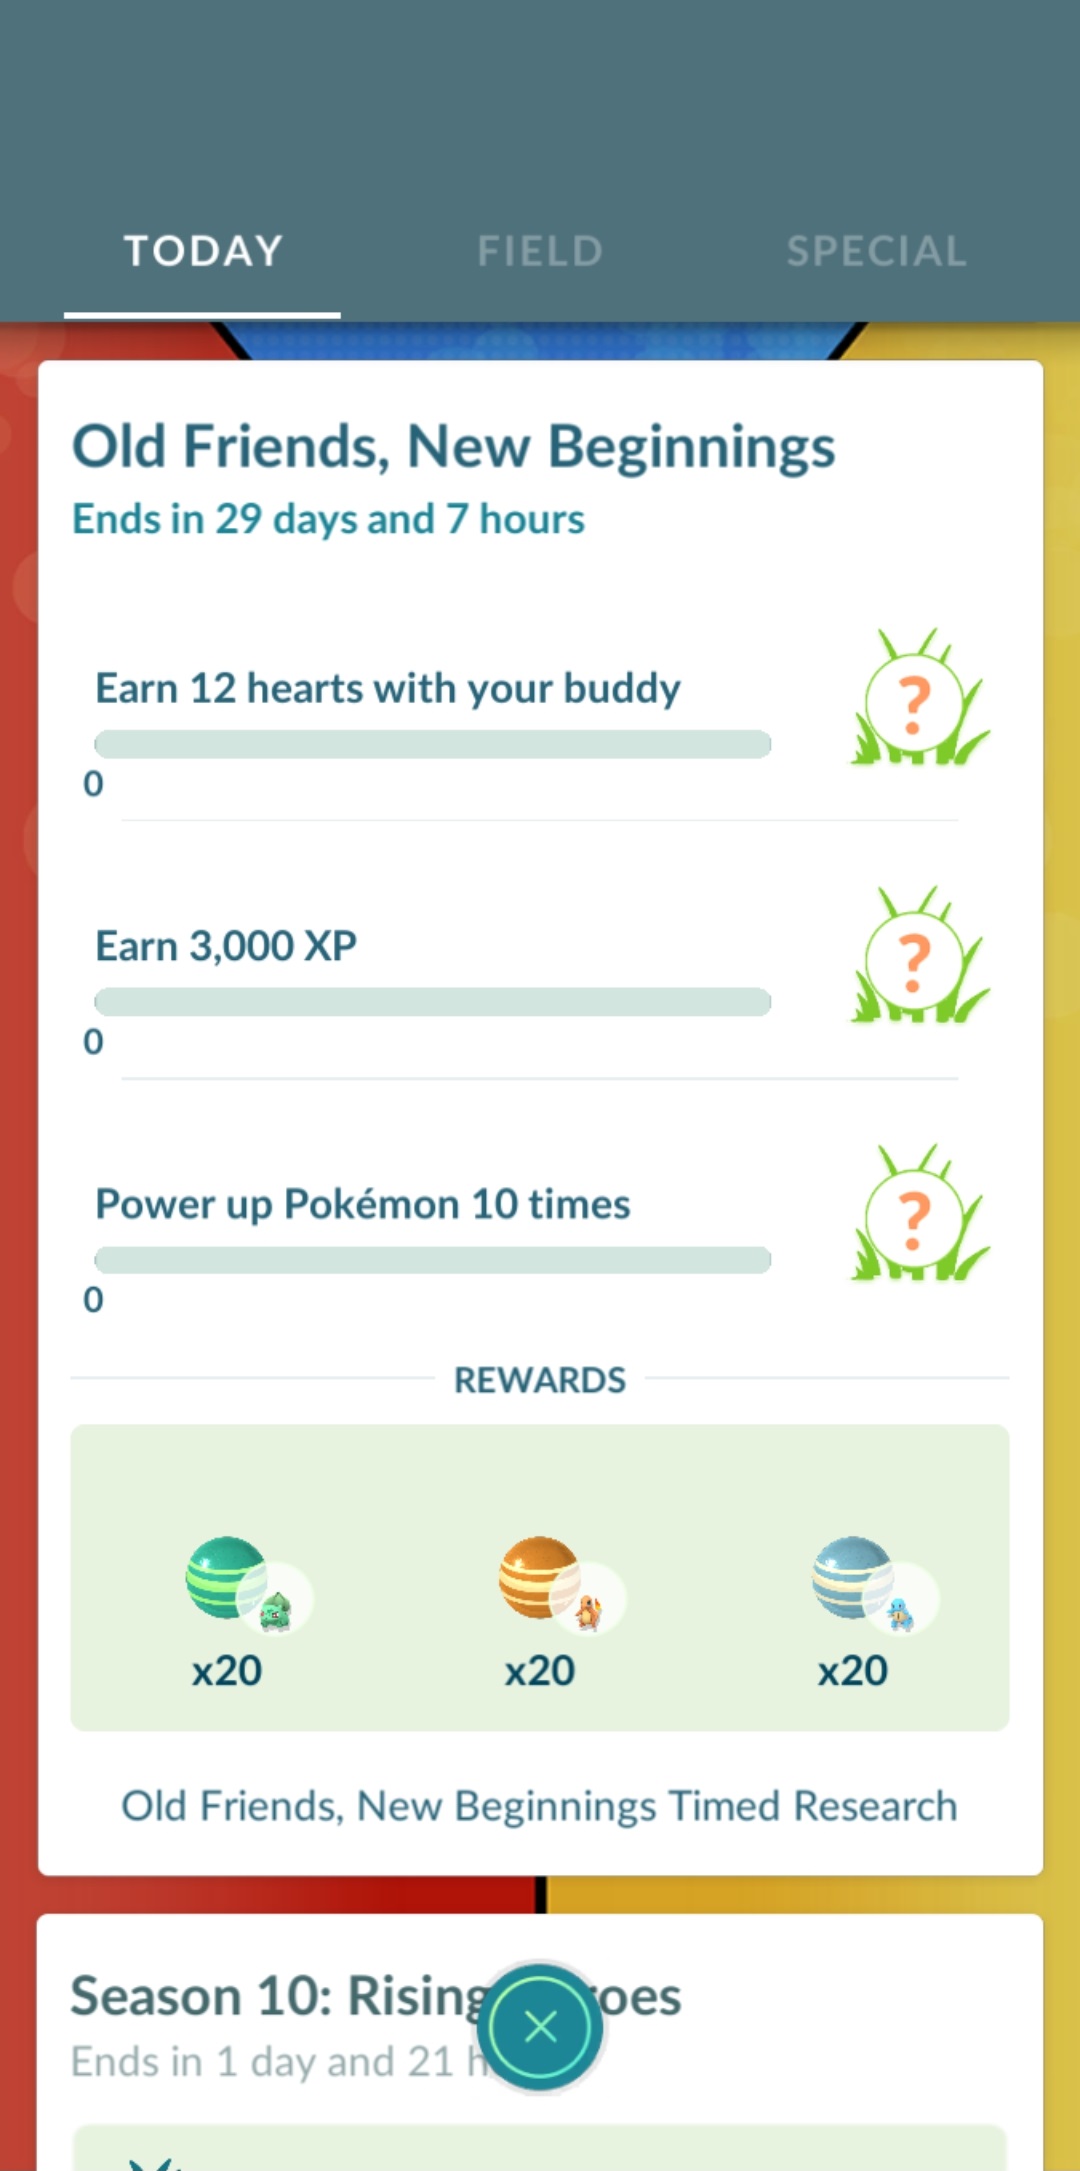 TODAY
FIELD
SPECIAL
Old Friends, New Beginnings
Ends in 29 days and 7 hours
Earn 12 hearts with your buddy
?
0
Earn 3,000 XP
?
0
Power up Pokémon 10 times
?
0
REWARDS
x20
x20
x20
Old Friends, New Beginnings Timed Research
Season 10: Rising oes
Ends in 1 day and 21 h